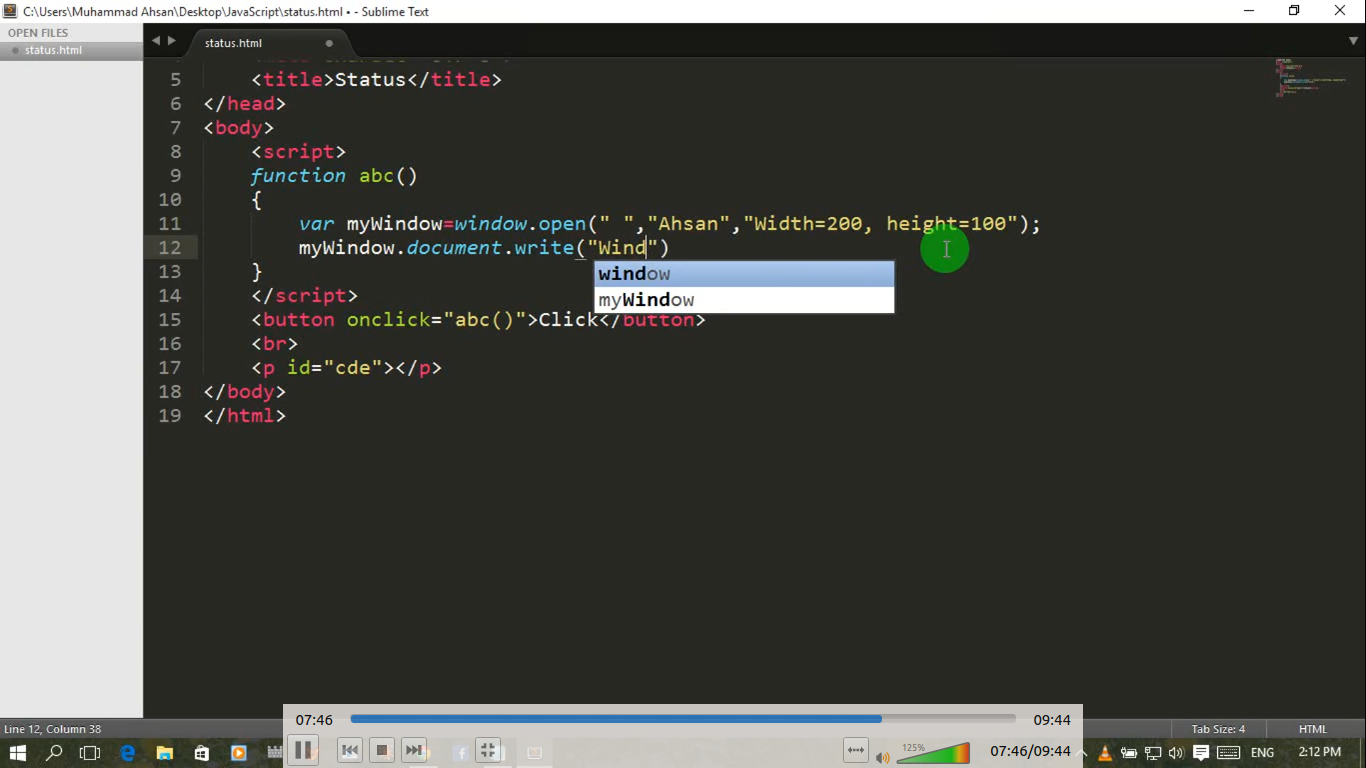 C:\Users\Muhammad Ahsan\Desktop\JavaScript\status.html • - Sublime Text
OPEN FILES
status.html
status.html
5 <title>Status</title>
6 </head>
7 <body>
8 <script>
9 function abc()
10 {
11 var myWindow=window.open(" ","Ahsan","Width=200, height=100");
12 myWindow.document.write("Wind")
window
myWindow
13 }
14 </script>
15 <button onclick="abc()">Click</button>
16 <br>
17 <p id="cde"></p>
18 </body>
19 </html>
07:46 09:44
Line 12, Column 38
Tab Size: 4 HTML
125%
07:46/09:44
ENG
2:12 PM